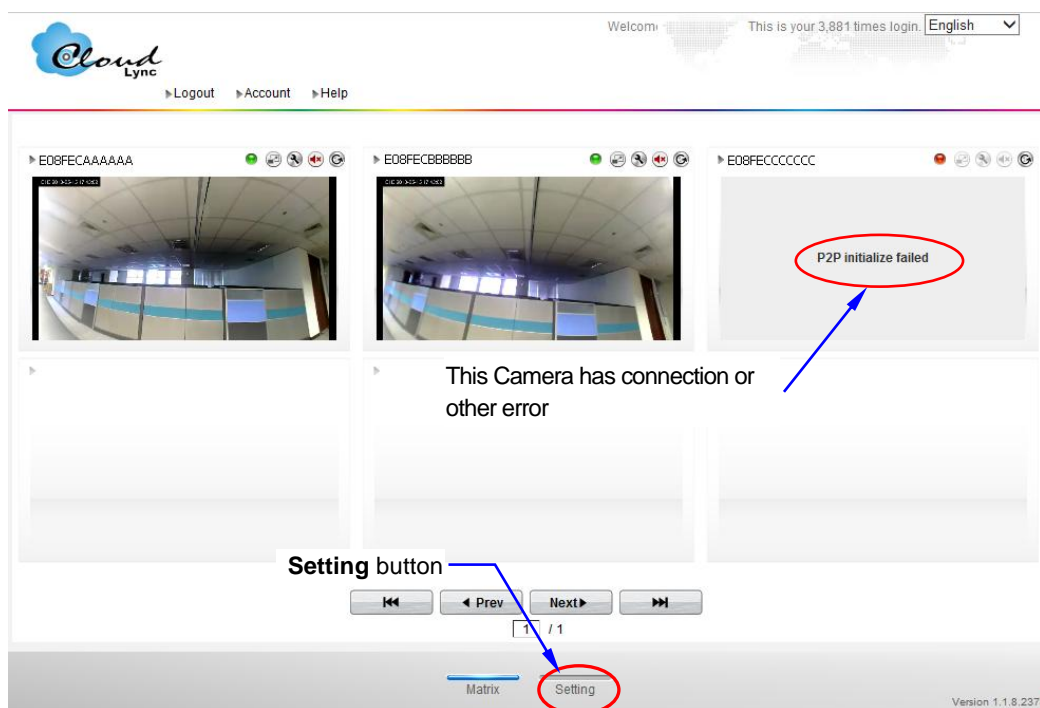 Welcome This is your 3,881 times login. English
Cloud
Lync
Logout Account Help
E08FECAAAAAA
E08FECBBBBBB
E08FECCCCCCC
P2P initialize failed
This Camera has connection or
other error
Setting button
Prev Next
1 / 1
Matrix Setting
Version 1.1.8.237